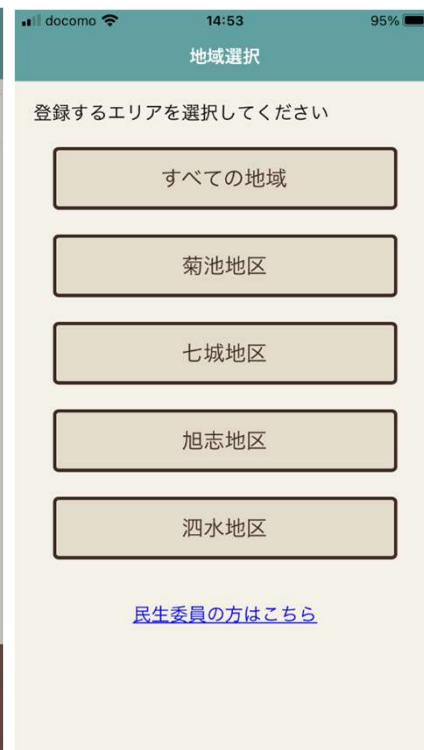 docomo 14:53 95%
地域選択
登録するエリアを選択してください
すべての地域
菊池地区
七城地区
旭志地区
泗水地区
民生委員の方はこちら